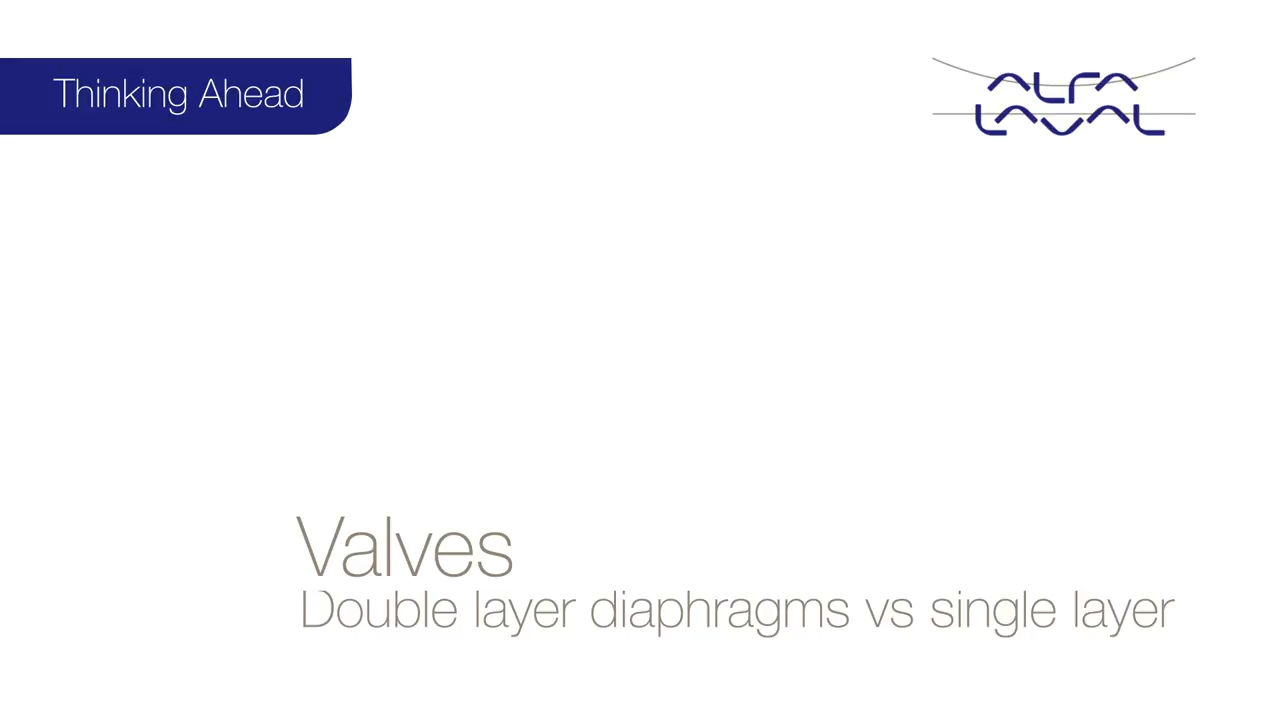 Thinking Ahead
ALFA
LAVAL
Valves
Double layer diaphragms vs single layer